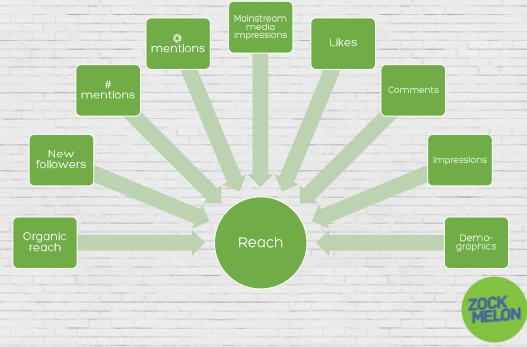 Mainstream
media
impressions
@
mentions
Likes
#
mentions
Comments
New
followers
Impressions
Organic
reach
Reach
Demo-
graphics
ZOCK
MELON